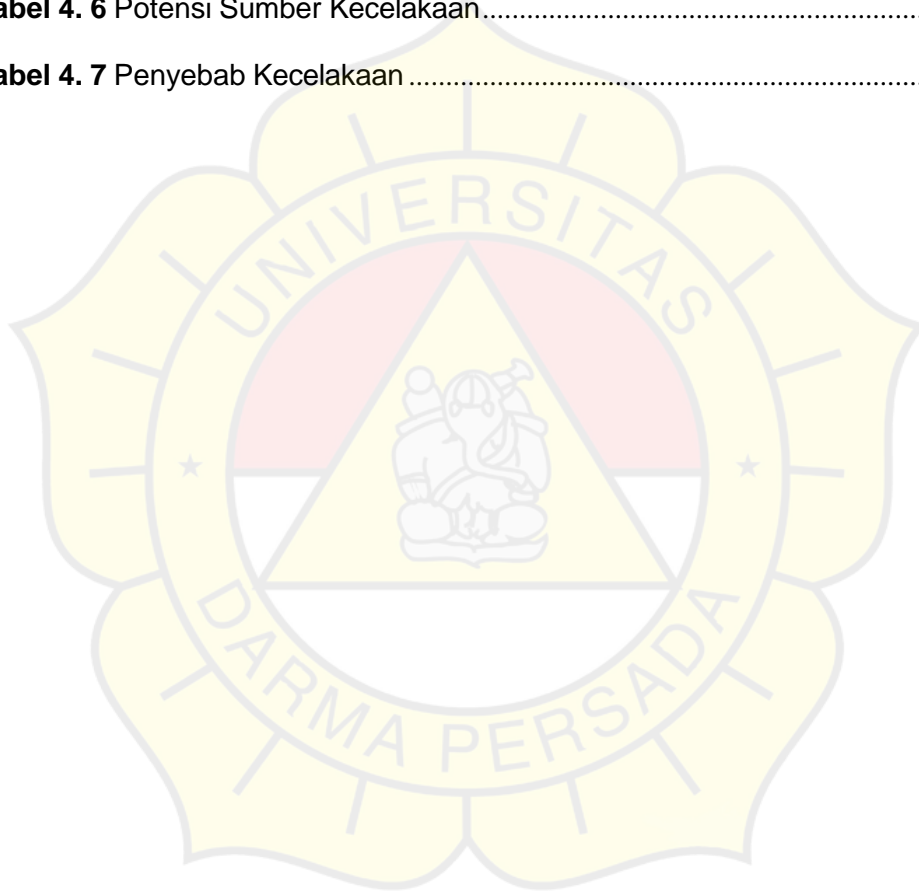 abel 4. 6 Potensi Sumber Kecelakaan........................................................
abel 4. 7 Penyebab Kecelakaan....................................................................
UNIVERSITAS
DARMA PERSADA